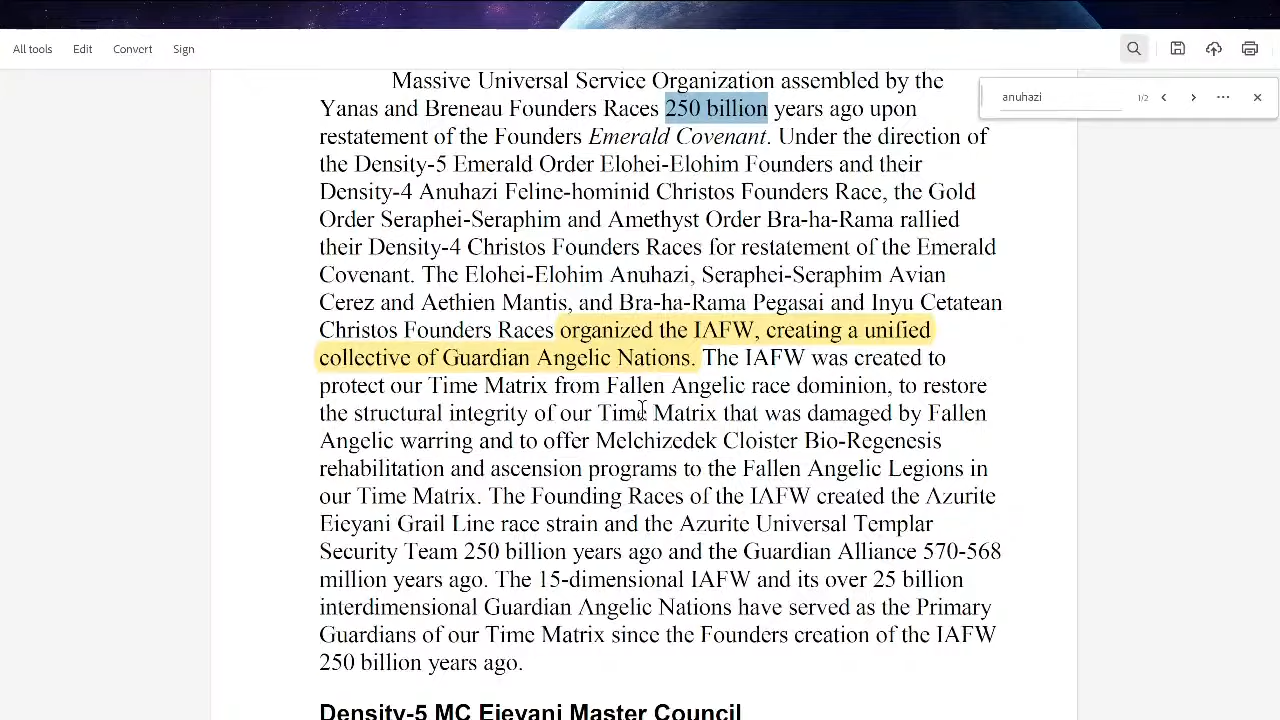 All tools Edit Convert Sign
anuhazi 1/2
Massive Universal Service Organization assembled by the
Yanas and Breneau Founders Races 250 billion years ago upon
restatement of the Founders Emerald Covenant. Under the direction of
the Density-5 Emerald Order Elohei-Elohim Founders and their
Density-4 Anuhazi Feline-hominid Christos Founders Race, the Gold
Order Seraphei-Seraphim and Amethyst Order Bra-ha-Rama rallied
their Density-4 Christos Founders Races for restatement of the Emerald
Covenant. The Elohei-Elohim Anuhazi, Seraphei-Seraphim Avian
Cerez and Aethien Mantis, and Bra-ha-Rama Pegasai and Inyu Cetatean
Christos Founders Races organized the IAFW, creating a unified
collective of Guardian Angelic Nations. The IAFW was created to
protect our Time Matrix from Fallen Angelic race dominion, to restore
the structural integrity of our Time Matrix that was damaged by Fallen
Angelic warring and to offer Melchizedek Cloister Bio-Regenesis
rehabilitation and ascension programs to the Fallen Angelic Legions in
our Time Matrix. The Founding Races of the IAFW created the Azurite
Eieyani Grail Line race strain and the Azurite Universal Templar
Security Team 250 billion years ago and the Guardian Alliance 570-568
million years ago. The 15-dimensional IAFW and its over 25 billion
interdimensional Guardian Angelic Nations have served as the Primary
Guardians of our Time Matrix since the Founders creation of the IAFW
250 billion years ago.
Density-5 MC Eieyani Master Council